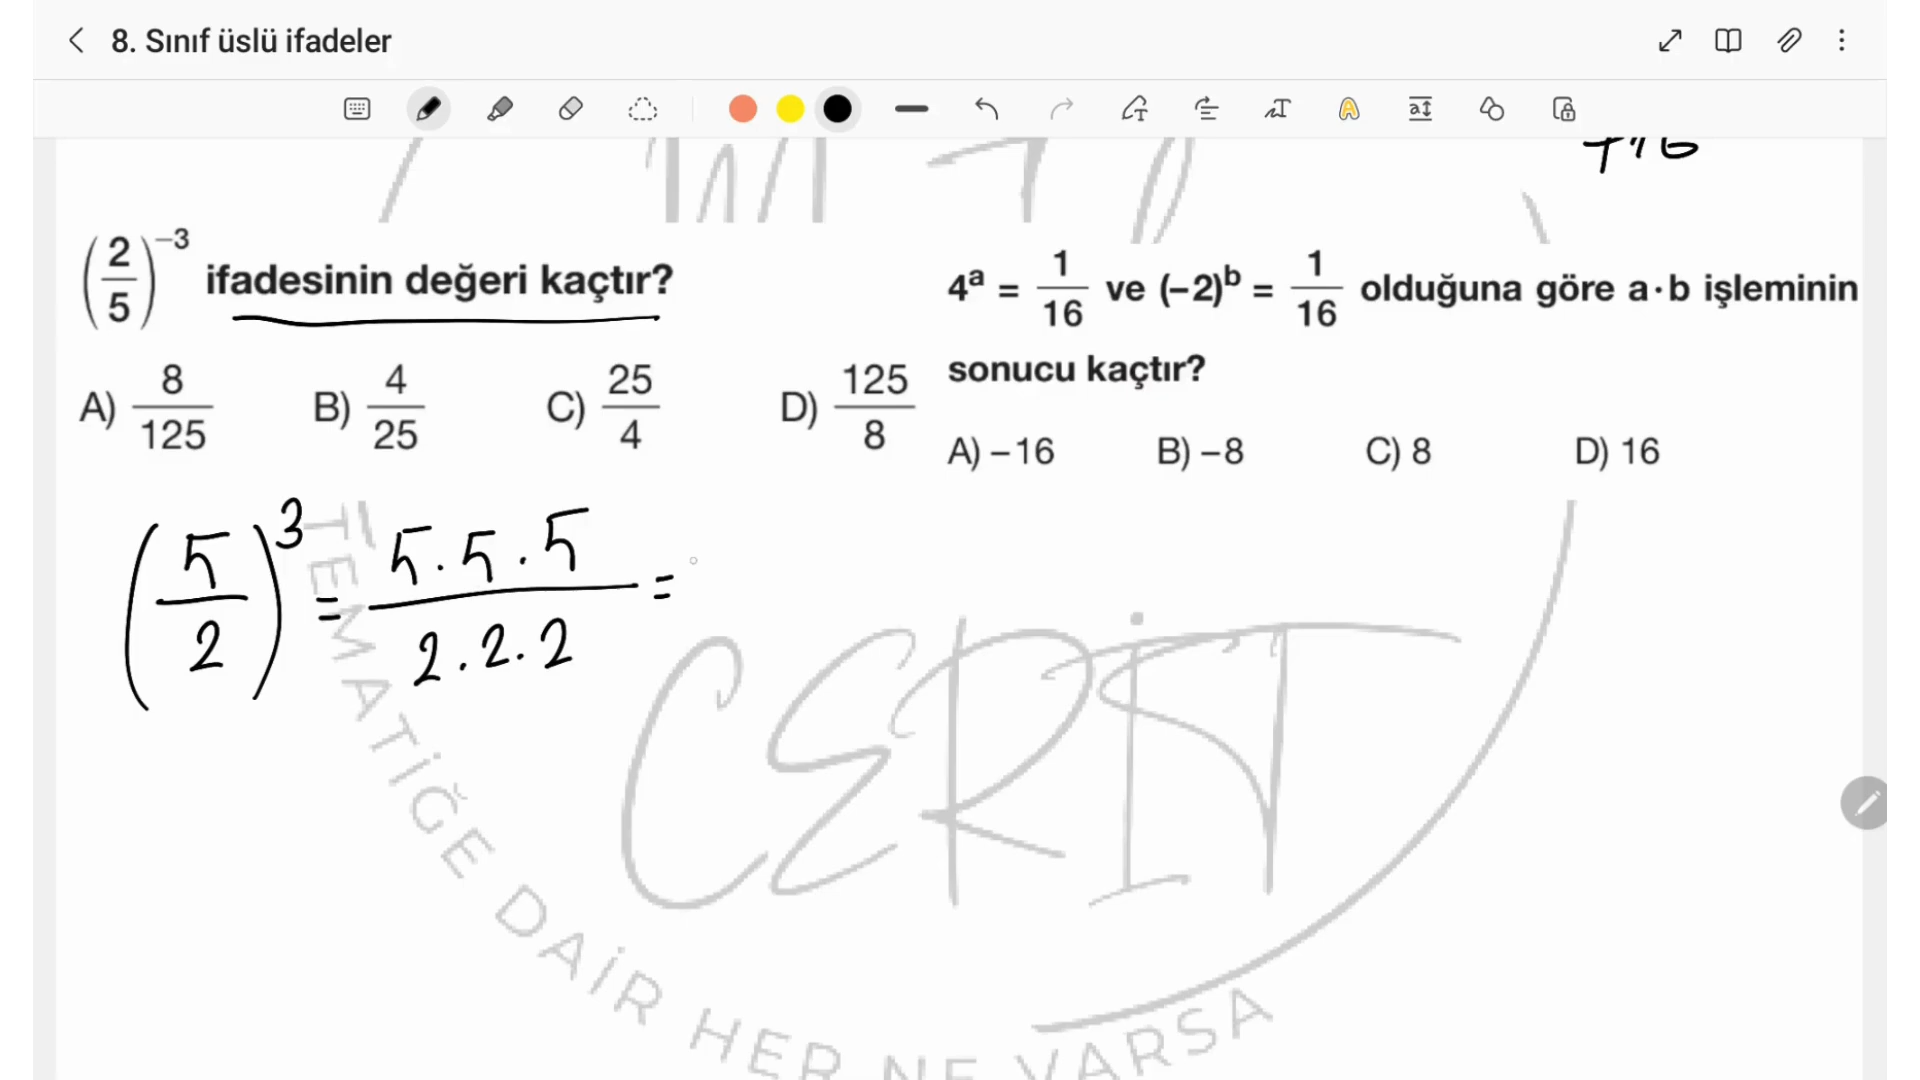 8. Sınıf üslü ifadeler
+16
(2/5)^−3 ifadesinin değeri kaçtır?
A) 8/125 B) 4/25 C) 25/4 D) 125/8
(5/2)^3 = 5.5.5/2.2.2 =
4^a = 1/16 ve (−2)^b = 1/16 olduğuna göre a·b işleminin
sonucu kaçtır?
A) −16 B) −8 C) 8 D) 16
CERİT
TEMATİĞE DAİR HER NE VARSA